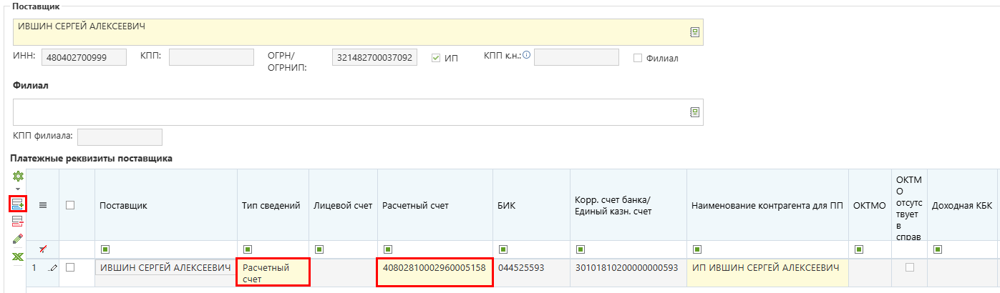 Поставщик
ИВШИН СЕРГЕЙ АЛЕКСЕЕВИЧ
ИНН: 480402700999 КПП: ОГРН/ ОГРНИП: 321482700037092 ИП КПП к.н.: Филиал
Филиал
КПП филиала:
Платежные реквизиты поставщика
Поставщик Тип сведений Лицевой счет Расчетный счет БИК Корр. счет банка/ Единый казн. счет Наименование контрагента для ПП ОКТМО ОКТМ О отсутс твует в справ Доходная КБК
1 ИВШИН СЕРГЕЙ АЛЕКСЕЕВИЧ Расчетный счет 40802810002960005158 044525593 30101810200000000593 ИП ИВШИН СЕРГЕЙ АЛЕКСЕЕВИЧ